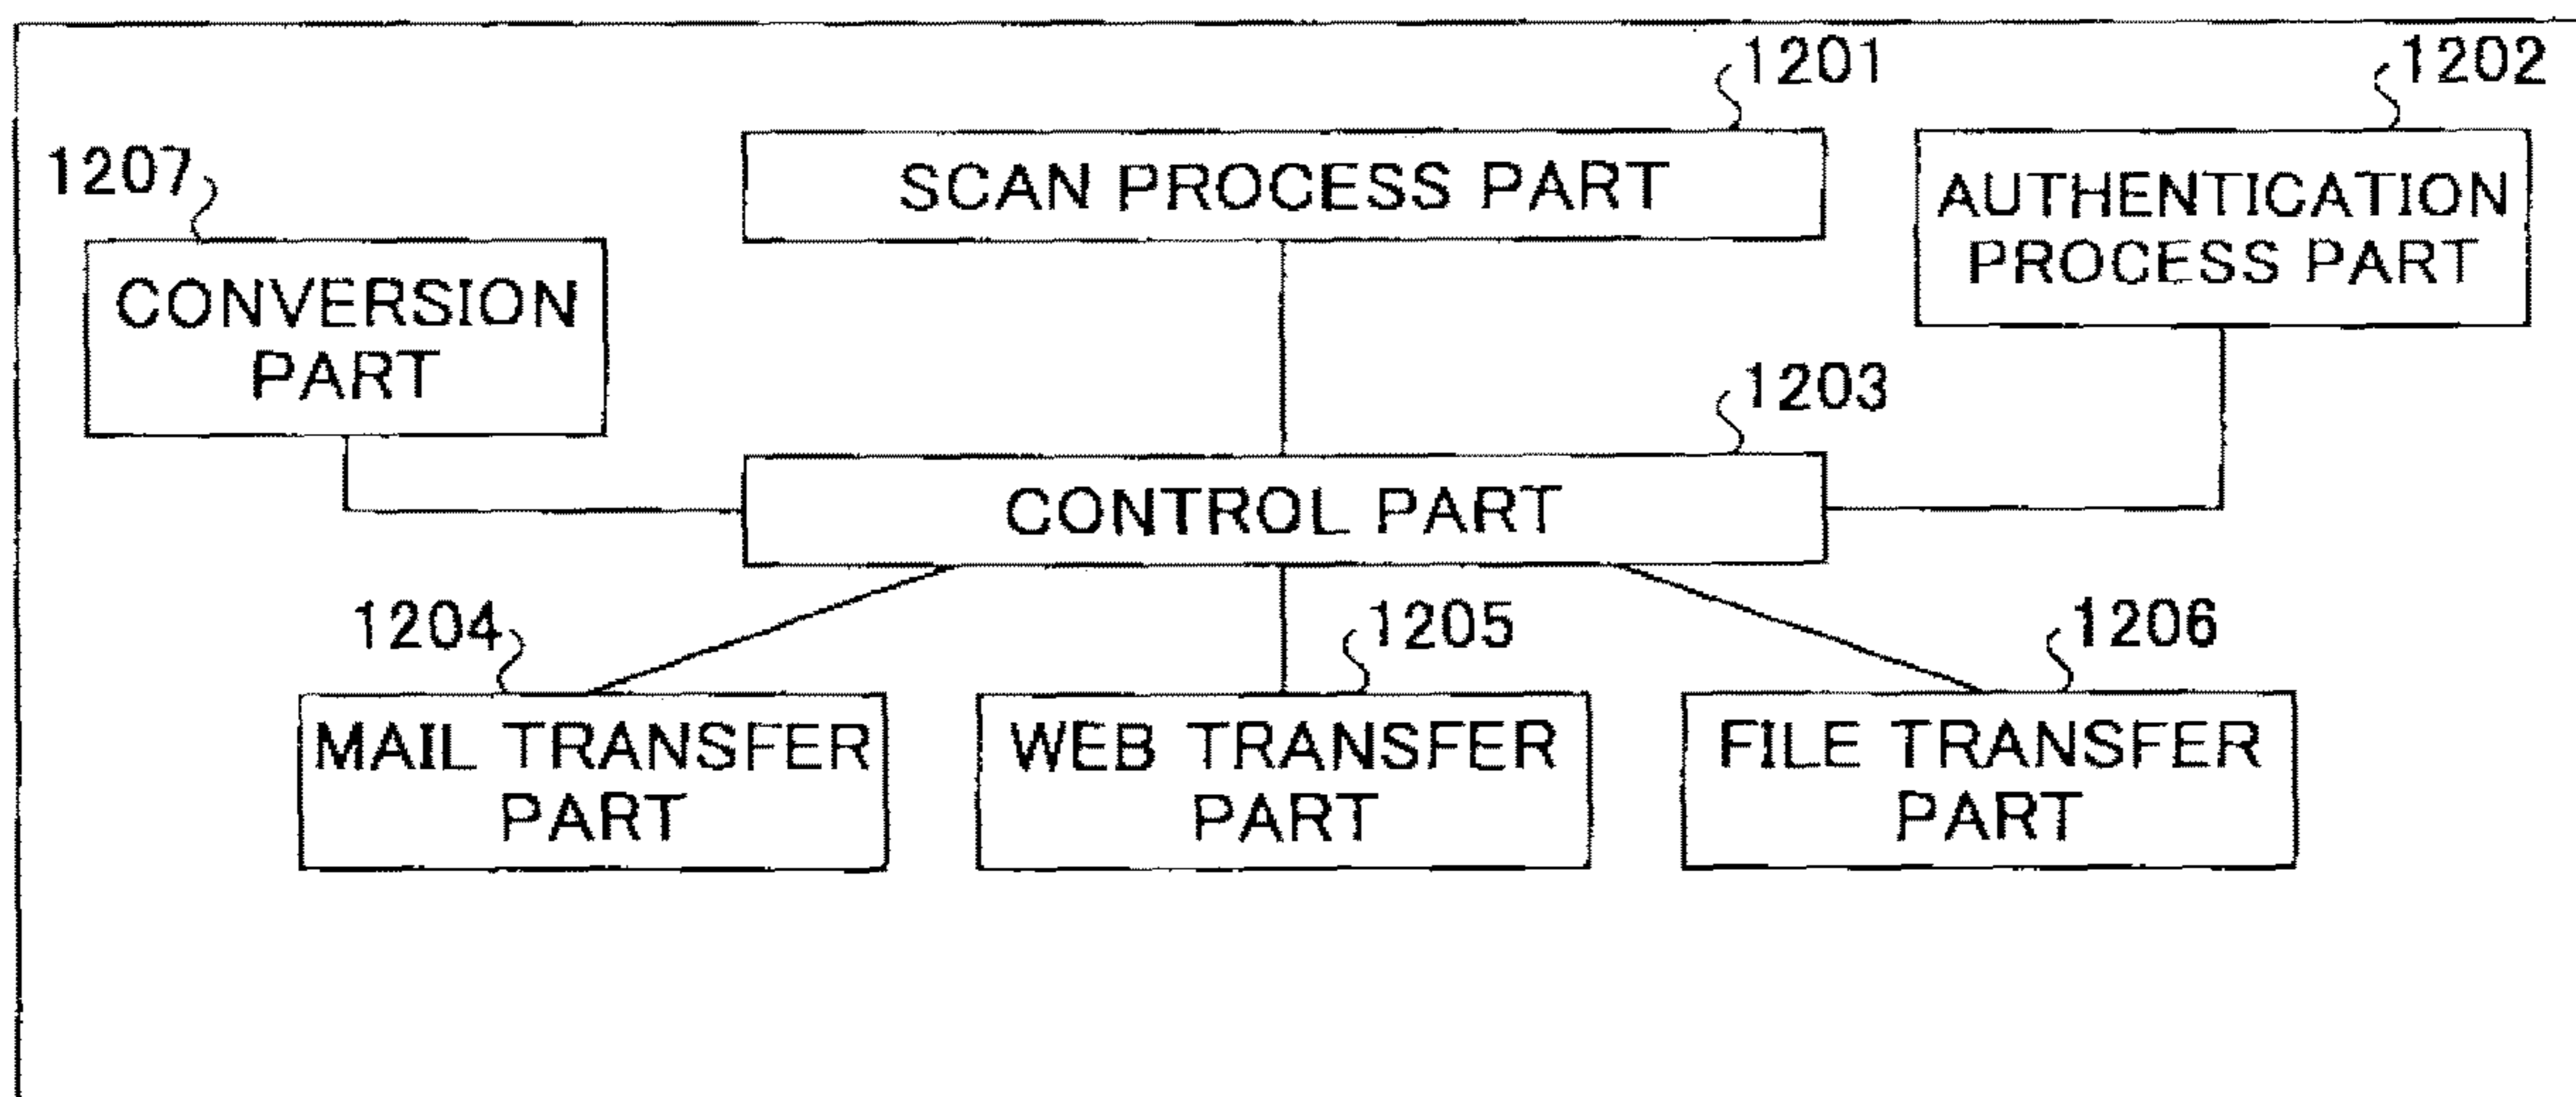 1201
SCAN PROCESS PART
1202
AUTHENTICATION
PROCESS PART
1207
CONVERSION
PART
1203
CONTROL PART
1204
MAIL TRANSFER
PART
1205
WEB TRANSFER
PART
1206
FILE TRANSFER
PART